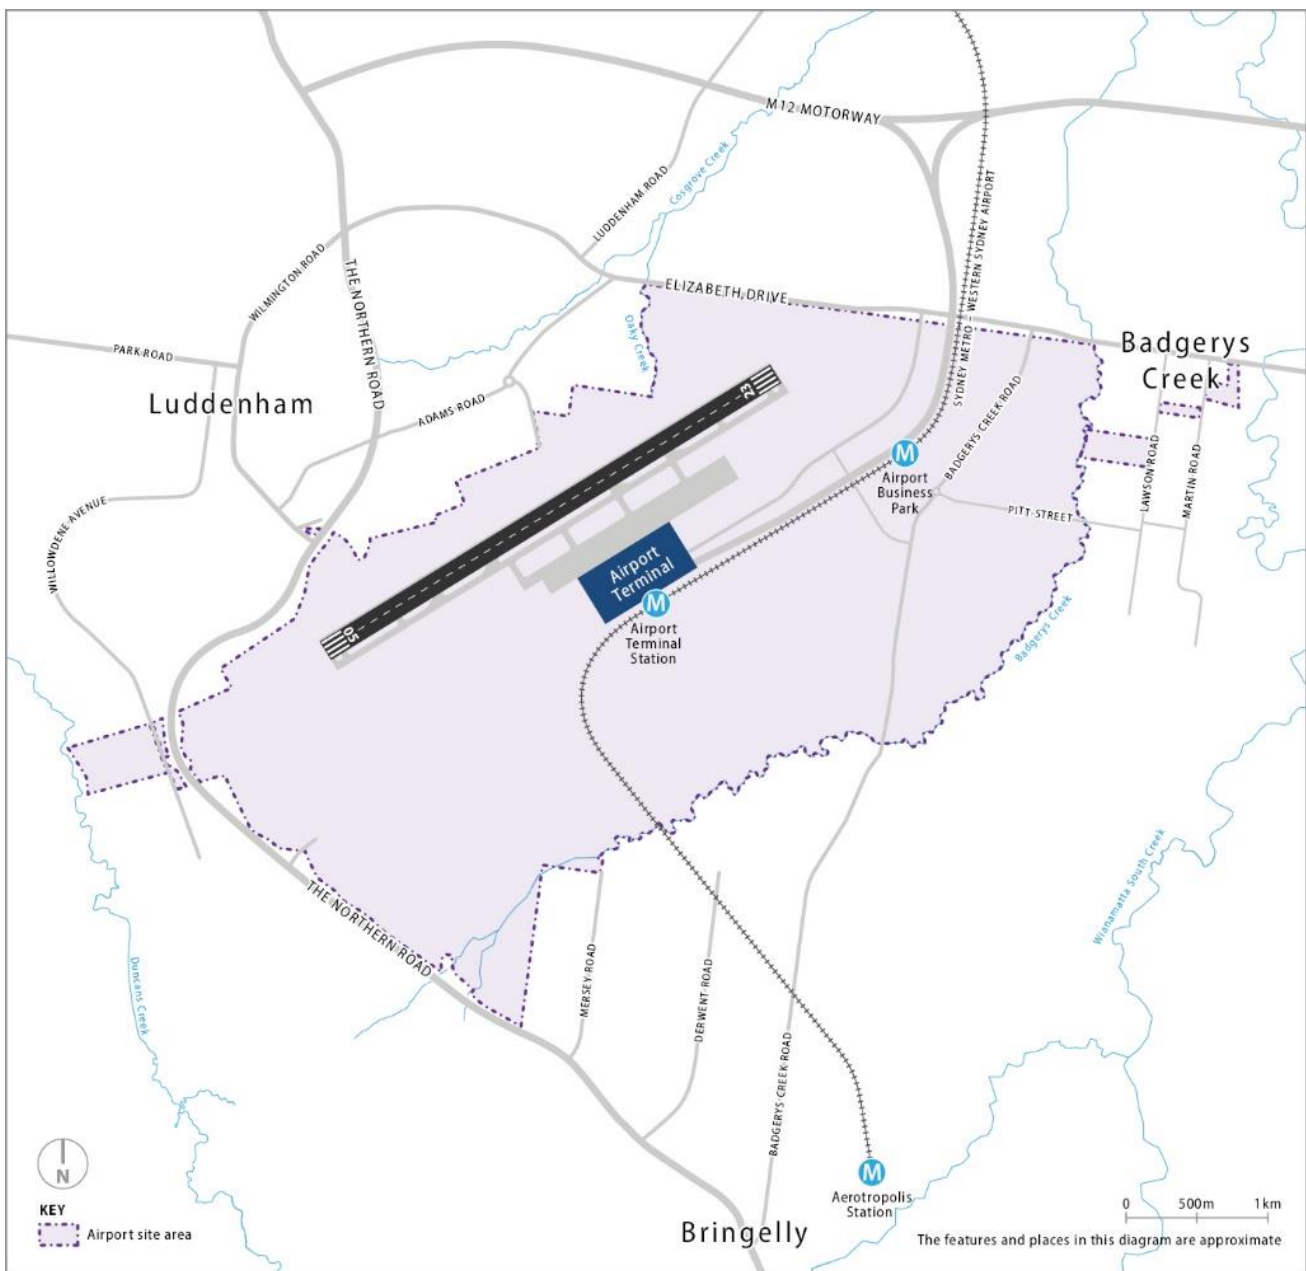 M12 MOTORWAY
Cosgrove Creek
LUDDENHAM ROAD
SYDNEY METRO – WESTERN SYDNEY AIRPORT
WILMINGTON ROAD
THE NORTHERN ROAD
ELIZABETH DRIVE
Oaky Creek
PARK ROAD
Badgerys
Creek
Luddenham
ADAMS ROAD
23
BADGERYS CREEK ROAD
M
Airport
Business
Park
LAWSON ROAD
MARTIN ROAD
PITT STREET
WILLOWDENE AVENUE
Airport
Terminal
M
Airport
Terminal
Station
05
Badgerys Creek
Wianamatta South Creek
THE NORTHERN ROAD
Duncans Creek
MERSEY ROAD
DERWENT ROAD
BADGERYS CREEK ROAD
M
Aerotropolis
Station
Bringelly
N
KEY
Airport site area
0 500m 1km
The features and places in this diagram are approximate